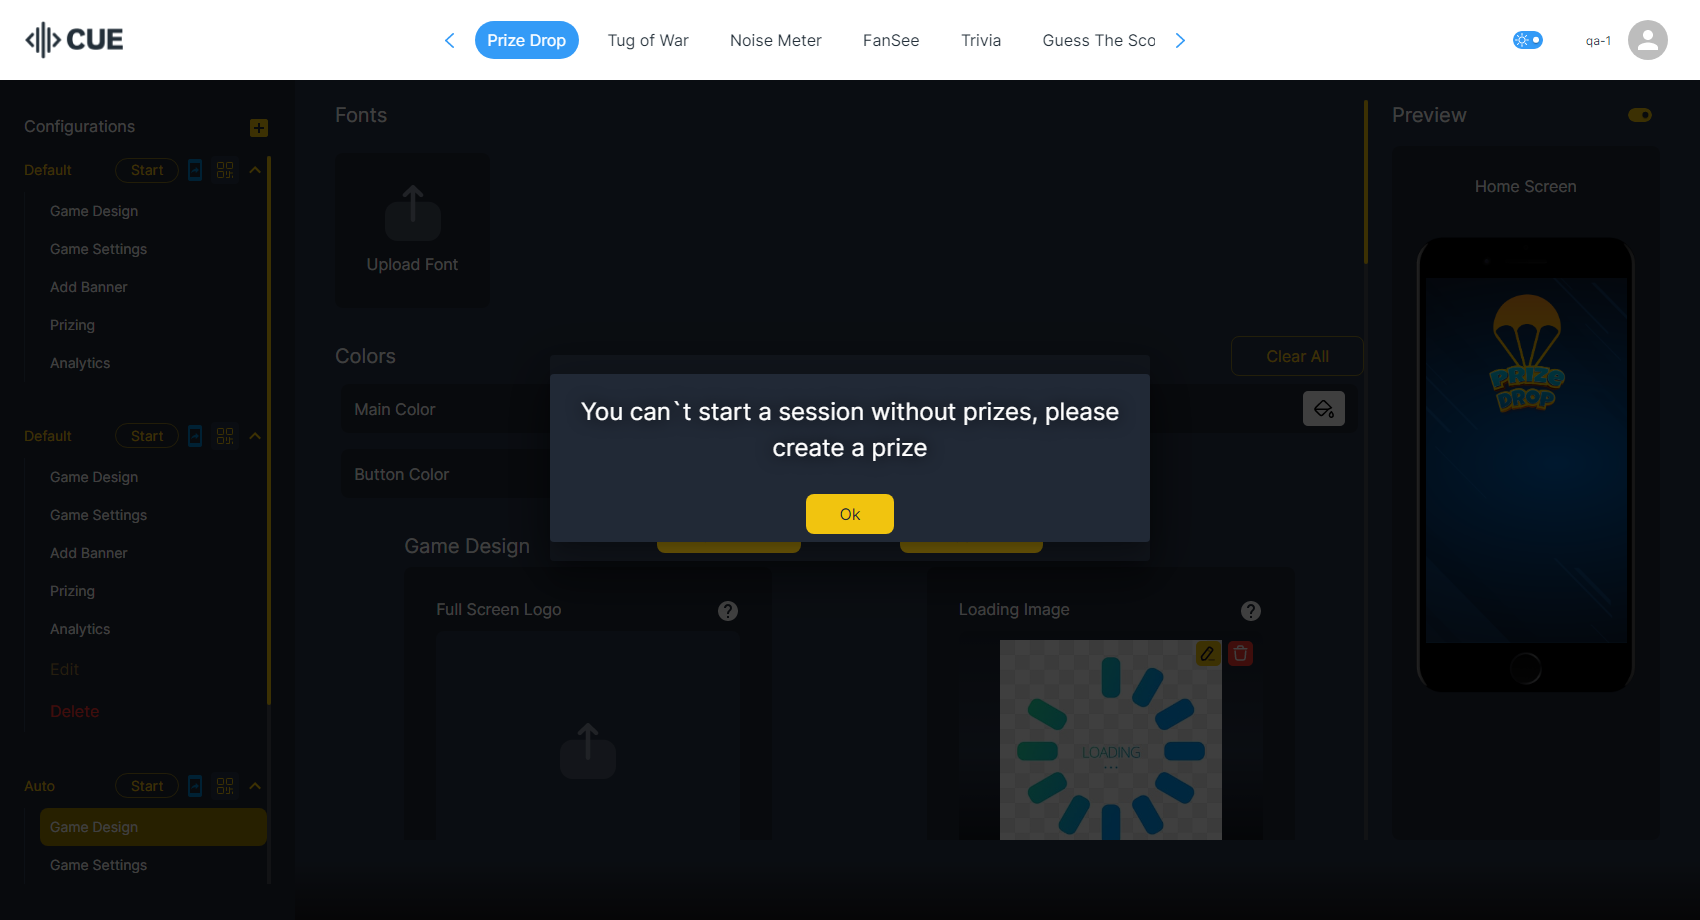 CUE
Prize Drop
Tug of War
Noise Meter
FanSee
Trivia
Guess The Sco
qa-1
Configurations
Default
Start
Game Design
Game Settings
Add Banner
Prizing
Analytics
Default
Start
Game Design
Game Settings
Add Banner
Prizing
Analytics
Edit
Delete
Auto
Start
Game Design
Game Settings
Fonts
Upload Font
Colors
Clear All
Main Color
Button Color
You can`t start a session without prizes, please
create a prize
Ok
Game Design
Full Screen Logo
?
Loading Image
?
LOADING
...
Preview
Home Screen
PRIZE
DROP